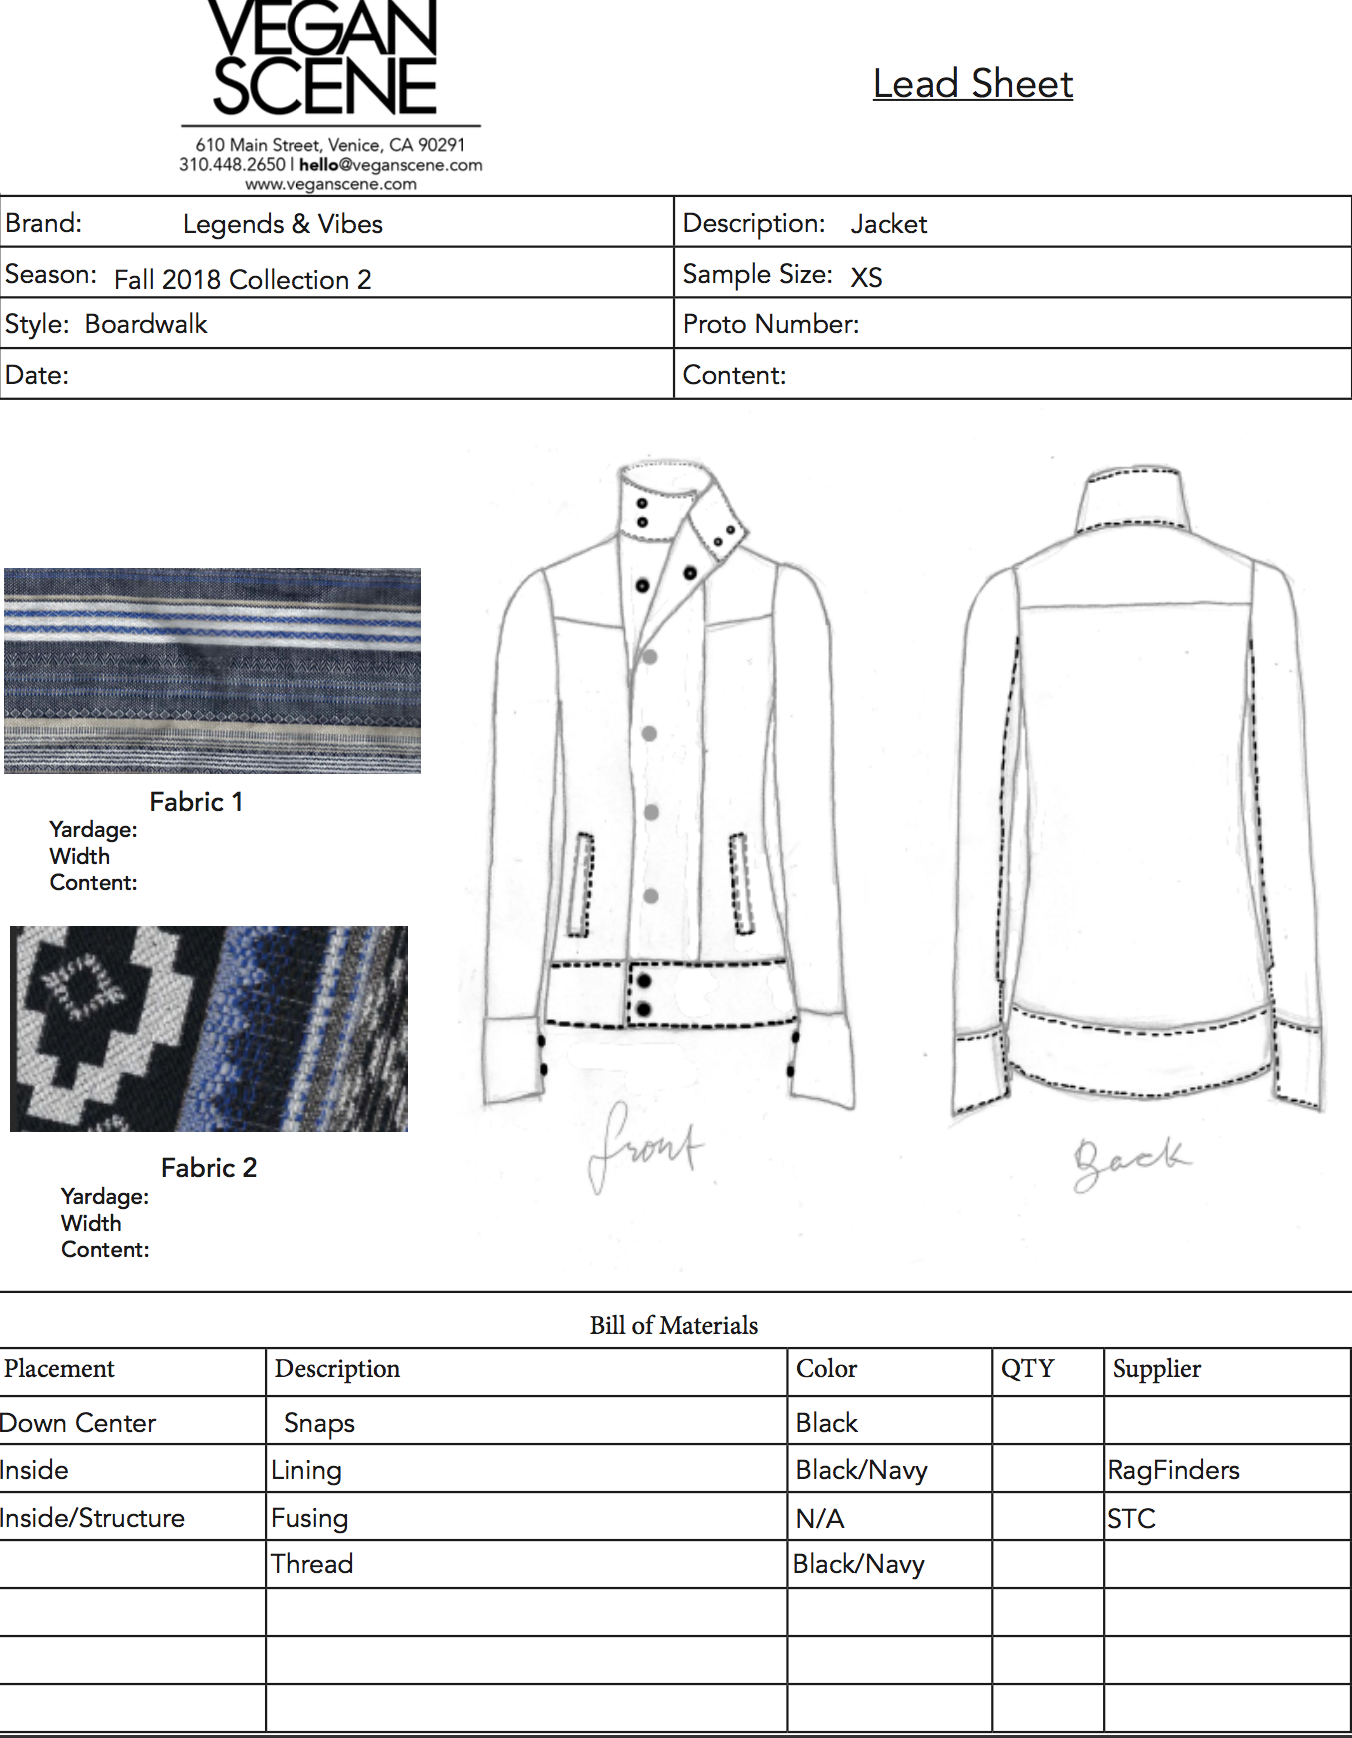 VEGAN
SCENE
Lead Sheet
610 Main Street, Venice, CA 90291
310.448.2650 | hello@veganscene.com
www.veganscene.com
Brand: Legends & Vibes Description: Jacket
Season: Fall 2018 Collection 2 Sample Size: XS
Style: Boardwalk Proto Number:
Date: Content:
Fabric 1
Yardage:
Width
Content:
Fabric 2
Yardage:
Width
Content:
front Back
Bill of Materials
Placement Description Color QTY Supplier
Down Center Snaps Black
Inside Lining Black/Navy RagFinders
Inside/Structure Fusing N/A STC
Thread Black/Navy